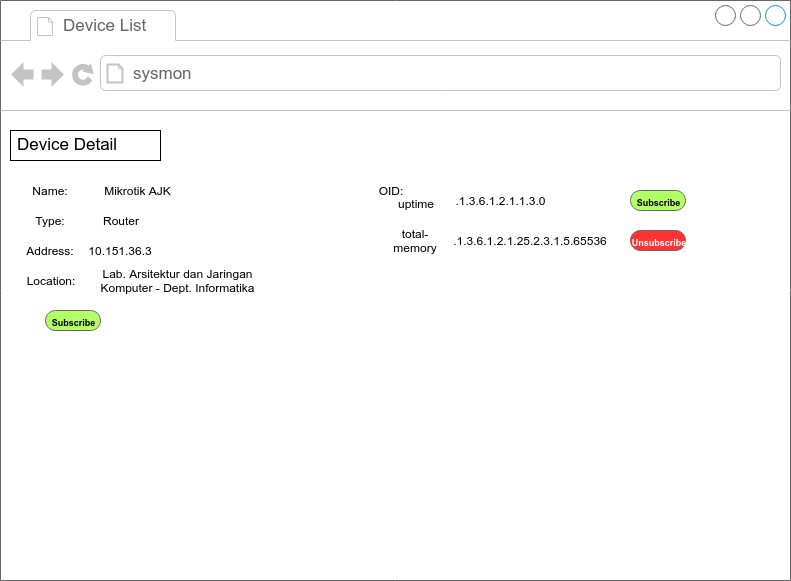 Device List
sysmon
Device Detail
Name: Mikrotik AJK
Type: Router
Address: 10.151.36.3
Location: Lab. Arsitektur dan Jaringan
Komputer - Dept. Informatika
Subscribe
OID:
uptime .1.3.6.1.2.1.1.3.0 Subscribe
total-
memory .1.3.6.1.2.1.25.2.3.1.5.65536 Unsubscribe